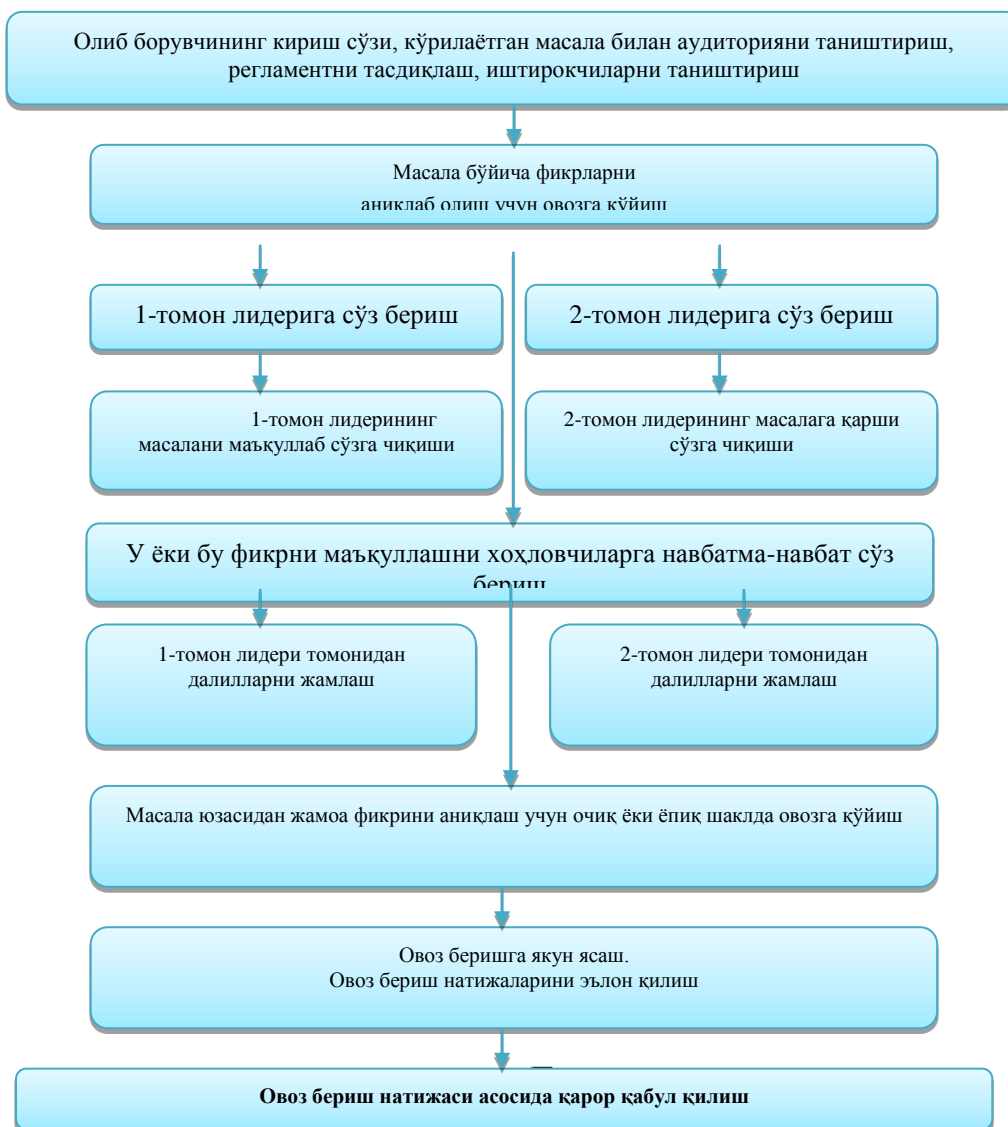 Олиб борувчининг кириш сўзи, кўрилаётган масала билан аудиторияни таништириш,
регламентни тасдиқлаш, иштирокчиларни таништириш
Масала бўйича фикрларни
аниқлаб олиш учун овозга қўйиш
1-томон лидерига сўз бериш
2-томон лидерига сўз бериш
1-томон лидерининг
масалани маъқуллаб сўзга чиқиши
2-томон лидерининг масалага қарши
сўзга чиқиши
У ёки бу фикрни маъқуллашни хоҳловчиларга навбатма-навбат сўз
бериш
1-томон лидери томонидан
далилларни жамлаш
2-томон лидери томонидан
далилларни жамлаш
Масала юзасидан жамоа фикрини аниқлаш учун очиқ ёки ёпиқ шаклда овозга қўйиш
Овоз беришга якун ясаш.
Овоз бериш натижаларини эълон қилиш
Овоз бериш натижаси асосида қарор қабул қилиш